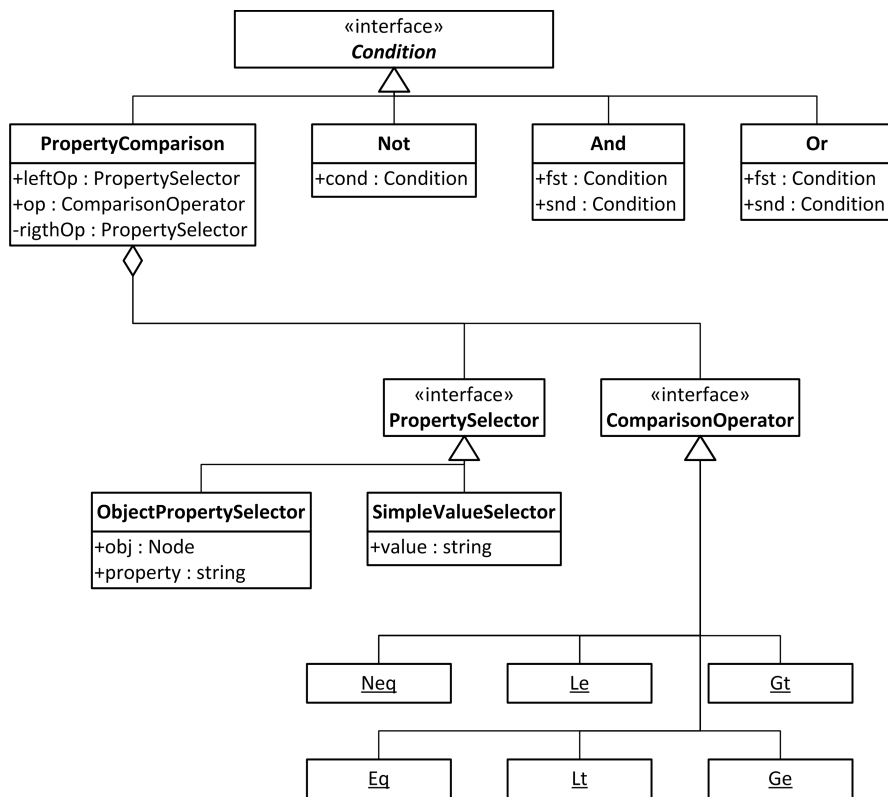 «interface»
Condition
PropertyComparison
+leftOp : PropertySelector
+op : ComparisonOperator
-rigthOp : PropertySelector
Not
+cond : Condition
And
+fst : Condition
+snd : Condition
Or
+fst : Condition
+snd : Condition
«interface»
PropertySelector
«interface»
ComparisonOperator
ObjectPropertySelector
+obj : Node
+property : string
SimpleValueSelector
+value : string
Neq
Le
Gt
Eq
Lt
Ge